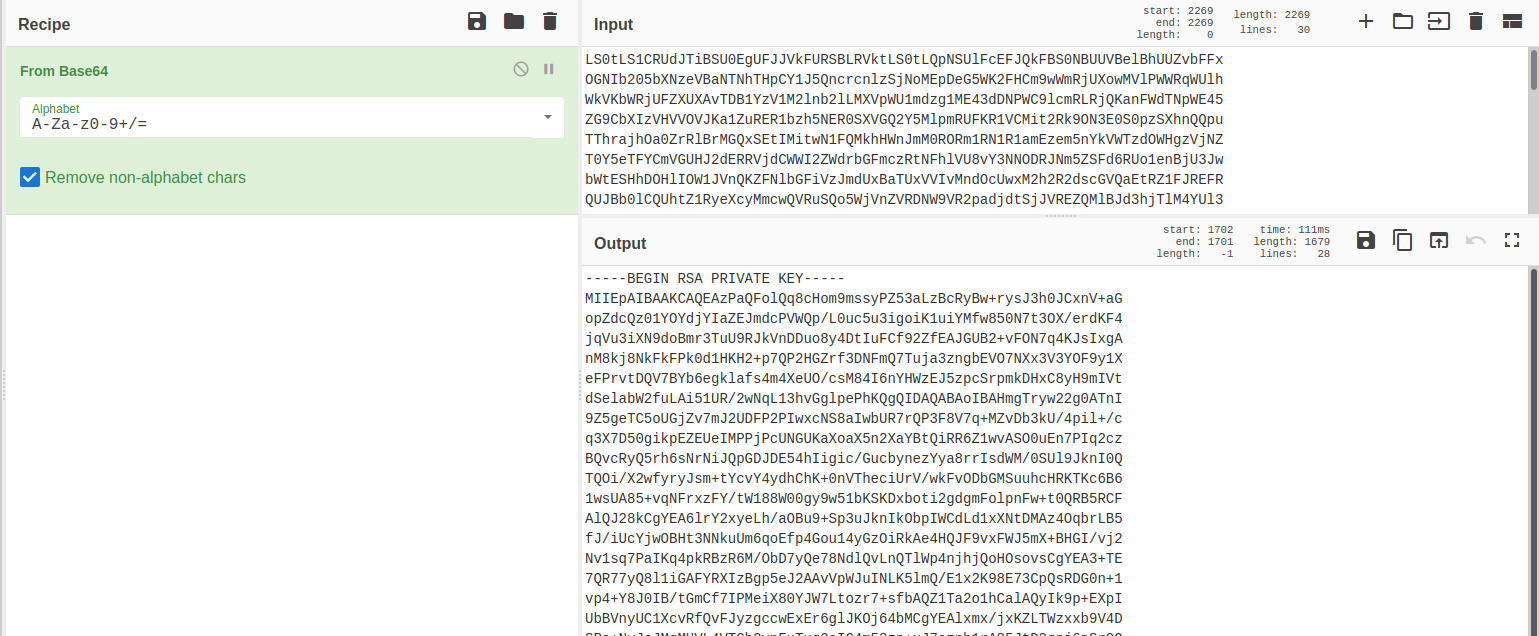 Recipe
From Base64
Alphabet
A-Za-z0-9+/=
Remove non-alphabet chars
Input
start: 2269
end: 2269
length: 0
length: 2269
lines: 30
LS0tLS1CRUdJTiBSU0EgUFJJVkFURSBLRVktLS0tLQpNSUlFcEFJQkFBS0NBUUVBelBhUUZvbFFx
OGNIb205bXNzeVBaNTNhTHpCY1J5QncrcnlzSjNoMEpDeG5WK2FHCm9wWmRjUXowMVlPWWRqWUlh
WkVKbWRjUFZXUXAvTDB1YzV1M2lnb2lLMXVpWU1mdzg1ME43dDNPWC9lcmRLRjQKanFWdTNpWE45
ZG9CbXIzVHVVOVJKa1ZuRER1bzh5NER0SXVGQ2Y5MlpmRUFKR1VCMit2Rk9ON3E0S0pzSXhnQQpu
TThrajhOa0ZrRlBrMGQxSEtIMitwN1FQMkhHWnJmM0RORm1RN1R1amEzem5nYkVWTzdOWHgzVjNZ
T0Y5eTFYCmVGUHJ2dERRVjdCWWI2ZWdrbGFmczRtNFhlVU8vY3NNODRJNm5ZSFd6RUo1enBjU3Jw
bWtESHhDOHlIOW1JVnQKZFNlbGFiVzJmdUxBaTUxVVIvMndOcUwxM2h2R2dscGVQaEtRZ1FJREFR
QUJBb0lCQUhtZ1RyeXcyMmcwQVRuSQo5WjVnZVRDNW9VR2padjdtSjJVREZQMlBJd3hjTlM4YUl3
Output
start: 1702
end: 1701
length: -1
time: 111ms
length: 1679
lines: 28
-----BEGIN RSA PRIVATE KEY-----
MIIEpAIBAAKCAQEAzPaQFolQq8cHom9mssyPZ53aLzBcRyBw+rysJ3h0JCxnV+aG
opZdcQz01YOYdjYIaZEJmdcPVWQp/L0uc5u3igoiK1uiYMfw850N7t3OX/erdKF4
jqVu3iXN9doBmr3TuU9RJkVnDDuo8y4DtIuFCf92ZfEAJGUB2+vFON7q4KJsIxgA
nM8kj8NkFkFPk0d1HKH2+p7QP2HGZrf3DNFmQ7Tuja3zngbEVO7NXx3V3YOF9y1X
eFPrvtDQV7BYb6egklafs4m4XeUO/csM84I6nYHWzEJ5zpcSrpmkDHxC8yH9mIVt
dSelabW2fuLAi51UR/2wNqL13hvGglpePhKQgQIDAQABAoIBAHmgTryw22g0ATnI
9Z5geTC5oUGjZv7mJ2UDFP2PIwxcNS8aIwbUR7rQP3F8V7q+MZvDb3kU/4pil+/c
q3X7D50gikpEZEUeIMPPjPcUNGUKaXoaX5n2XaYBtQiRR6Z1wvASO0uEn7PIq2cz
BQvcRyQ5rh6sNrNiJQpGDJDE54hIigic/GucbynezYya8rrIsdWM/0SUl9JknI0Q
TQOi/X2wfyryJsm+tYcvY4ydhChK+0nVTheciUrV/wkFvODbGMSuuhcHRKTKc6B6
1wsUA85+vqNFrxzFY/tW188W00gy9w51bKSKDxboti2gdgmFolpnFw+t0QRB5RCF
AlQJ28kCgYEA6lrY2xyeLh/aOBu9+Sp3uJknIkObpIWCdLd1xXNtDMAz4OqbrLB5
fJ/iUcYjwOBHt3NNkuUm6qoEfp4Gou14yGzOiRkAe4HQJF9vxFWJ5mX+BHGI/vj2
Nv1sq7PaIKq4pkRBzR6M/ObD7yQe78NdlQvLnQTlWp4njhjQoHOsovsCgYEA3+TE
7QR77yQ8l1iGAFYRXIzBgp5eJ2AAvVpWJuINLK5lmQ/E1x2K98E73CpQsRDG0n+1
vp4+Y8J0IB/tGmCf7IPMeiX80YJW7Ltozr7+sfbAQZ1Ta2o1hCalAQyIk9p+EXpI
UbBVnyUC1XcvRfQvFJyzgccwExEr6glJKOj64bMCgYEAlxmx/jxKZLTWzxxb9V4D